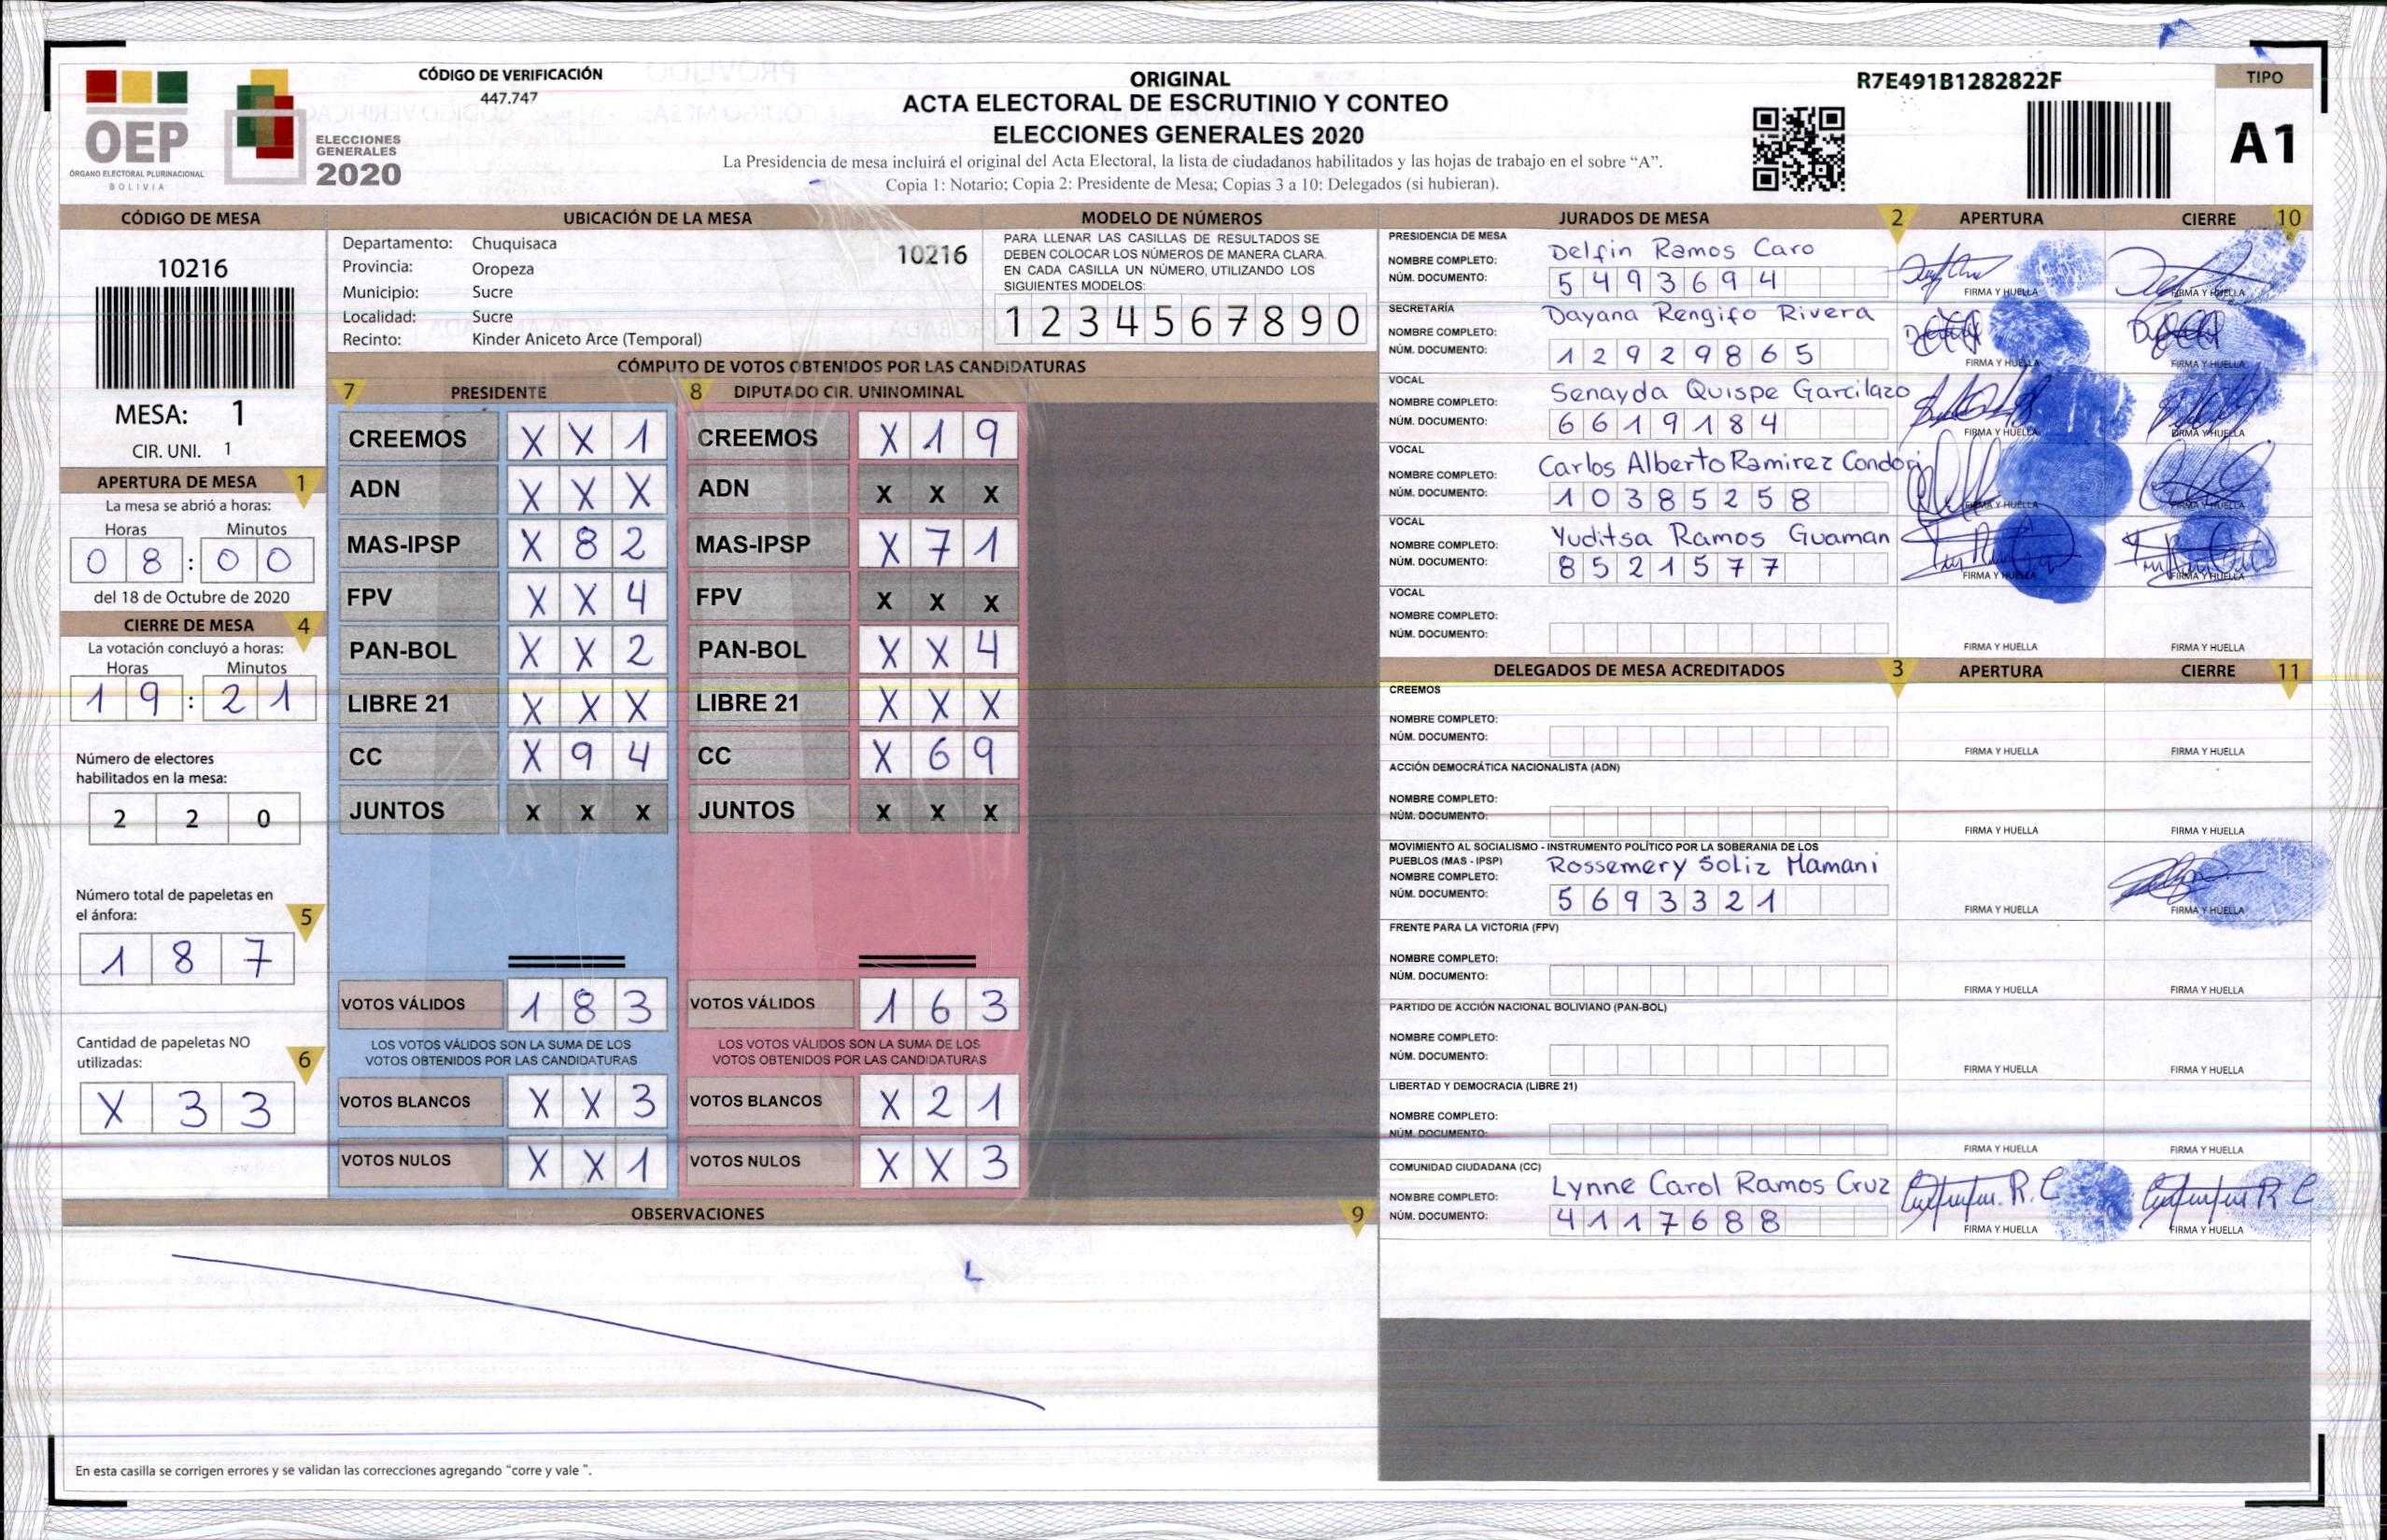 CÓDIGO DE VERIFICACIÓN
447.747
OEP
ÓRGANO ELECTORAL PLURINACIONAL
BOLIVIA
ELECCIONES
GENERALES
2020
ORIGINAL
ACTA ELECTORAL DE ESCRUTINIO Y CONTEO
ELECCIONES GENERALES 2020
La Presidencia de mesa incluirá el original del Acta Electoral, la lista de ciudadanos habilitados y las hojas de trabajo en el sobre “A”.
Copia 1: Notario; Copia 2: Presidente de Mesa; Copias 3 a 10: Delegados (si hubieran).
R7E491B1282822F
TIPO
A1
CÓDIGO DE MESA
10216
MESA: 1
CIR. UNI. 1
APERTURA DE MESA 1
La mesa se abrió a horas:
Horas Minutos
0 8 : 0 0
del 18 de Octubre de 2020
CIERRE DE MESA 4
La votación concluyó a horas:
Horas Minutos
1 9 : 2 1
Número de electores
habilitados en la mesa:
2 2 0
Número total de papeletas en
el ánfora: 5
1 8 7
Cantidad de papeletas NO
utilizadas: 6
X 3 3
UBICACIÓN DE LA MESA
Departamento: Chuquisaca
10216
Provincia: Oropeza
Municipio: Sucre
Localidad: Sucre
Recinto: Kinder Aniceto Arce (Temporal)
MODELO DE NÚMEROS
PARA LLENAR LAS CASILLAS DE RESULTADOS SE
DEBEN COLOCAR LOS NÚMEROS DE MANERA CLARA.
EN CADA CASILLA UN NÚMERO, UTILIZANDO LOS
SIGUIENTES MODELOS:
1 2 3 4 5 6 7 8 9 0
CÓMPUTO DE VOTOS OBTENIDOS POR LAS CANDIDATURAS
7 PRESIDENTE
CREEMOS X X 1
ADN X X X
MAS-IPSP X 8 2
FPV X X 4
PAN-BOL X X 2
LIBRE 21 X X X
CC X 9 4
JUNTOS X X X
VOTOS VÁLIDOS 1 8 3
LOS VOTOS VÁLIDOS SON LA SUMA DE LOS
VOTOS OBTENIDOS POR LAS CANDIDATURAS
VOTOS BLANCOS X X 3
VOTOS NULOS X X 1
8 DIPUTADO CIR. UNINOMINAL
CREEMOS X 1 9
ADN X X X
MAS-IPSP X 7 1
FPV X X X
PAN-BOL X X 4
LIBRE 21 X X X
CC X 6 9
JUNTOS X X X
VOTOS VÁLIDOS 1 6 3
LOS VOTOS VÁLIDOS SON LA SUMA DE LOS
VOTOS OBTENIDOS POR LAS CANDIDATURAS
VOTOS BLANCOS X 2 1
VOTOS NULOS X X 3
OBSERVACIONES 9
En esta casilla se corrigen errores y se validan las correcciones agregando “corre y vale ”.
JURADOS DE MESA 2 APERTURA CIERRE 10
PRESIDENCIA DE MESA
NOMBRE COMPLETO: Delfin Ramos Caro
NÚM. DOCUMENTO: 5 4 9 3 6 9 4
FIRMA Y HUELLA FIRMA Y HUELLA
SECRETARÍA
NOMBRE COMPLETO: Dayana Rengifo Rivera
NÚM. DOCUMENTO: 1 2 9 2 9 8 6 5
FIRMA Y HUELLA FIRMA Y HUELLA
VOCAL
NOMBRE COMPLETO: Senayda Quispe Garcilazo
NÚM. DOCUMENTO: 6 6 1 9 1 8 4
FIRMA Y HUELLA FIRMA Y HUELLA
VOCAL
NOMBRE COMPLETO: Carlos Alberto Ramirez Condori
NÚM. DOCUMENTO: 1 0 3 8 5 2 5 8
FIRMA Y HUELLA FIRMA Y HUELLA
VOCAL
NOMBRE COMPLETO: Yuditsa Ramos Guaman
NÚM. DOCUMENTO: 8 5 2 1 5 7 7
FIRMA Y HUELLA FIRMA Y HUELLA
VOCAL
NOMBRE COMPLETO:
NÚM. DOCUMENTO:
FIRMA Y HUELLA FIRMA Y HUELLA
DELEGADOS DE MESA ACREDITADOS 3 APERTURA CIERRE 11
CREEMOS
NOMBRE COMPLETO:
NÚM. DOCUMENTO:
FIRMA Y HUELLA FIRMA Y HUELLA
ACCIÓN DEMOCRÁTICA NACIONALISTA (ADN)
NOMBRE COMPLETO:
NÚM. DOCUMENTO:
FIRMA Y HUELLA FIRMA Y HUELLA
MOVIMIENTO AL SOCIALISMO - INSTRUMENTO POLÍTICO POR LA SOBERANIA DE LOS
PUEBLOS (MAS - IPSP)
NOMBRE COMPLETO: Rossemery Soliz Mamani
NÚM. DOCUMENTO: 5 6 9 3 3 2 1
FIRMA Y HUELLA FIRMA Y HUELLA
FRENTE PARA LA VICTORIA (FPV)
NOMBRE COMPLETO:
NÚM. DOCUMENTO:
FIRMA Y HUELLA FIRMA Y HUELLA
PARTIDO DE ACCIÓN NACIONAL BOLIVIANO (PAN-BOL)
NOMBRE COMPLETO:
NÚM. DOCUMENTO:
FIRMA Y HUELLA FIRMA Y HUELLA
LIBERTAD Y DEMOCRACIA (LIBRE 21)
NOMBRE COMPLETO:
NÚM. DOCUMENTO:
FIRMA Y HUELLA FIRMA Y HUELLA
COMUNIDAD CIUDADANA (CC)
NOMBRE COMPLETO: Lynne Carol Ramos Cruz
NÚM. DOCUMENTO: 4 1 1 7 6 8 8
FIRMA Y HUELLA FIRMA Y HUELLA